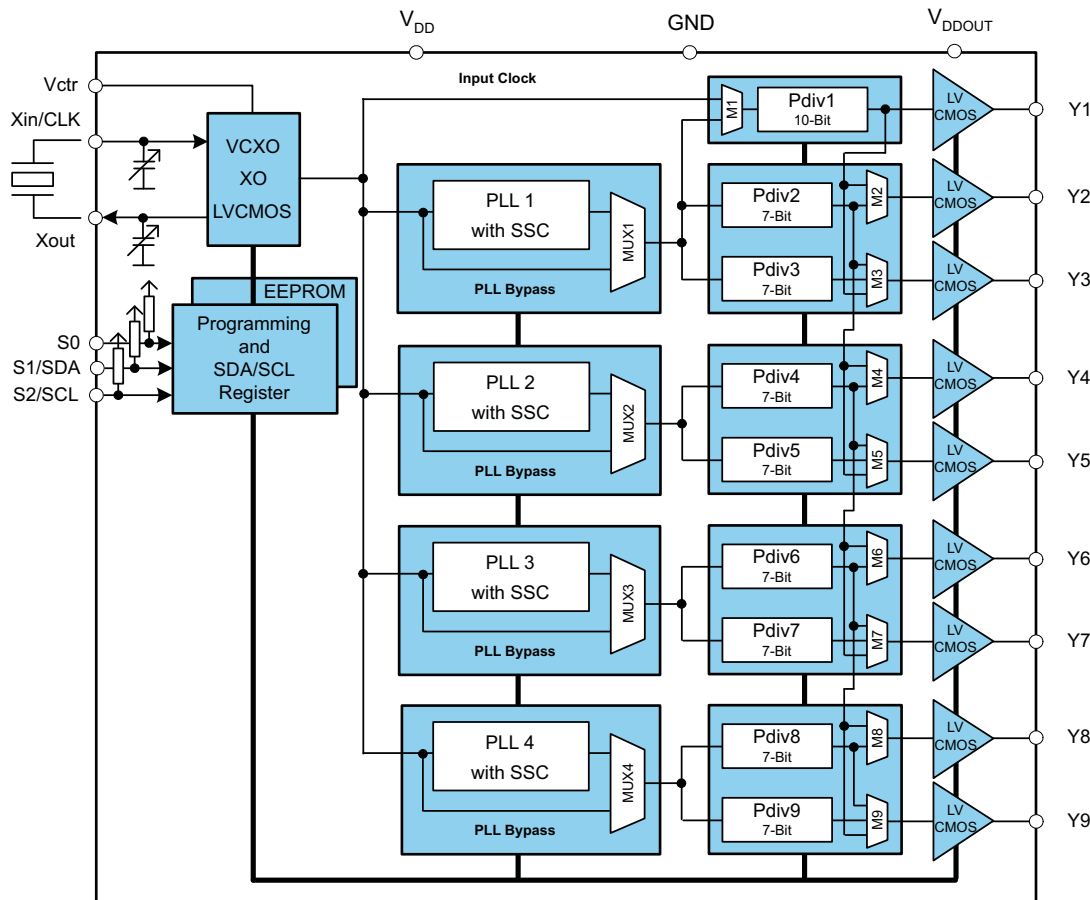 VDD
GND
VDDOUT
Vctr
Input Clock
Xin/CLK
VCXO
XO
LVCMOS
Xout
EEPROM
Programming
and
SDA/SCL
Register
S0
S1/SDA
S2/SCL
PLL 1
with SSC
MUX1
PLL Bypass
PLL 2
with SSC
MUX2
PLL Bypass
PLL 3
with SSC
MUX3
PLL Bypass
PLL 4
with SSC
MUX4
PLL Bypass
M1
Pdiv1
10-Bit
LV
CMOS
Y1
Pdiv2
7-Bit
M2
LV
CMOS
Y2
Pdiv3
7-Bit
M3
LV
CMOS
Y3
Pdiv4
7-Bit
M4
LV
CMOS
Y4
Pdiv5
7-Bit
M5
LV
CMOS
Y5
Pdiv6
7-Bit
M6
LV
CMOS
Y6
Pdiv7
7-Bit
M7
LV
CMOS
Y7
Pdiv8
7-Bit
M8
LV
CMOS
Y8
Pdiv9
7-Bit
M9
LV
CMOS
Y9